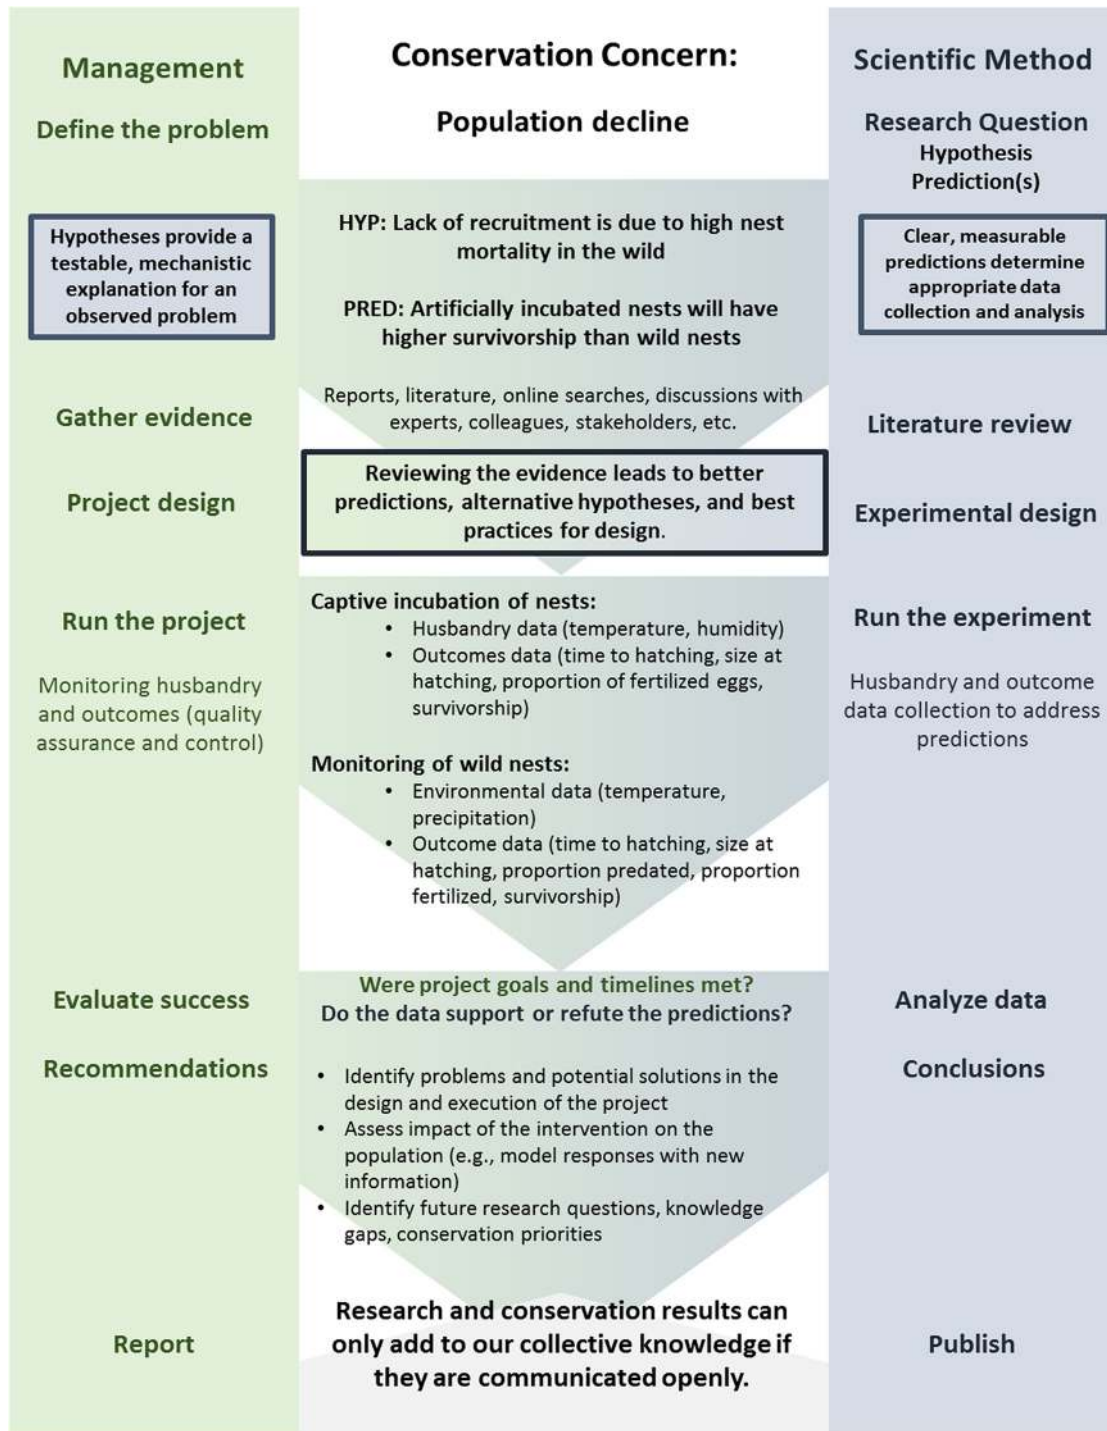 Management
Define the problem
Hypotheses provide a
testable, mechanistic
explanation for an
observed problem
Gather evidence
Project design
Run the project
Monitoring husbandry
and outcomes (quality
assurance and control)
Evaluate success
Recommendations
Report
Conservation Concern:
Population decline
HYP: Lack of recruitment is due to high nest
mortality in the wild
PRED: Artificially incubated nests will have
higher survivorship than wild nests
Reports, literature, online searches, discussions with
experts, colleagues, stakeholders, etc.
Reviewing the evidence leads to better
predictions, alternative hypotheses, and best
practices for design.
Captive incubation of nests:
• Husbandry data (temperature, humidity)
• Outcomes data (time to hatching, size at
hatching, proportion of fertilized eggs,
survivorship)
Monitoring of wild nests:
• Environmental data (temperature,
precipitation)
• Outcome data (time to hatching, size at
hatching, proportion predated, proportion
fertilized, survivorship)
Were project goals and timelines met?
Do the data support or refute the predictions?
• Identify problems and potential solutions in the
design and execution of the project
• Assess impact of the intervention on the
population (e.g., model responses with new
information)
• Identify future research questions, knowledge
gaps, conservation priorities
Research and conservation results can
only add to our collective knowledge if
they are communicated openly.
Scientific Method
Research Question
Hypothesis
Prediction(s)
Clear, measurable
predictions determine
appropriate data
collection and analysis
Literature review
Experimental design
Run the experiment
Husbandry and outcome
data collection to address
predictions
Analyze data
Conclusions
Publish